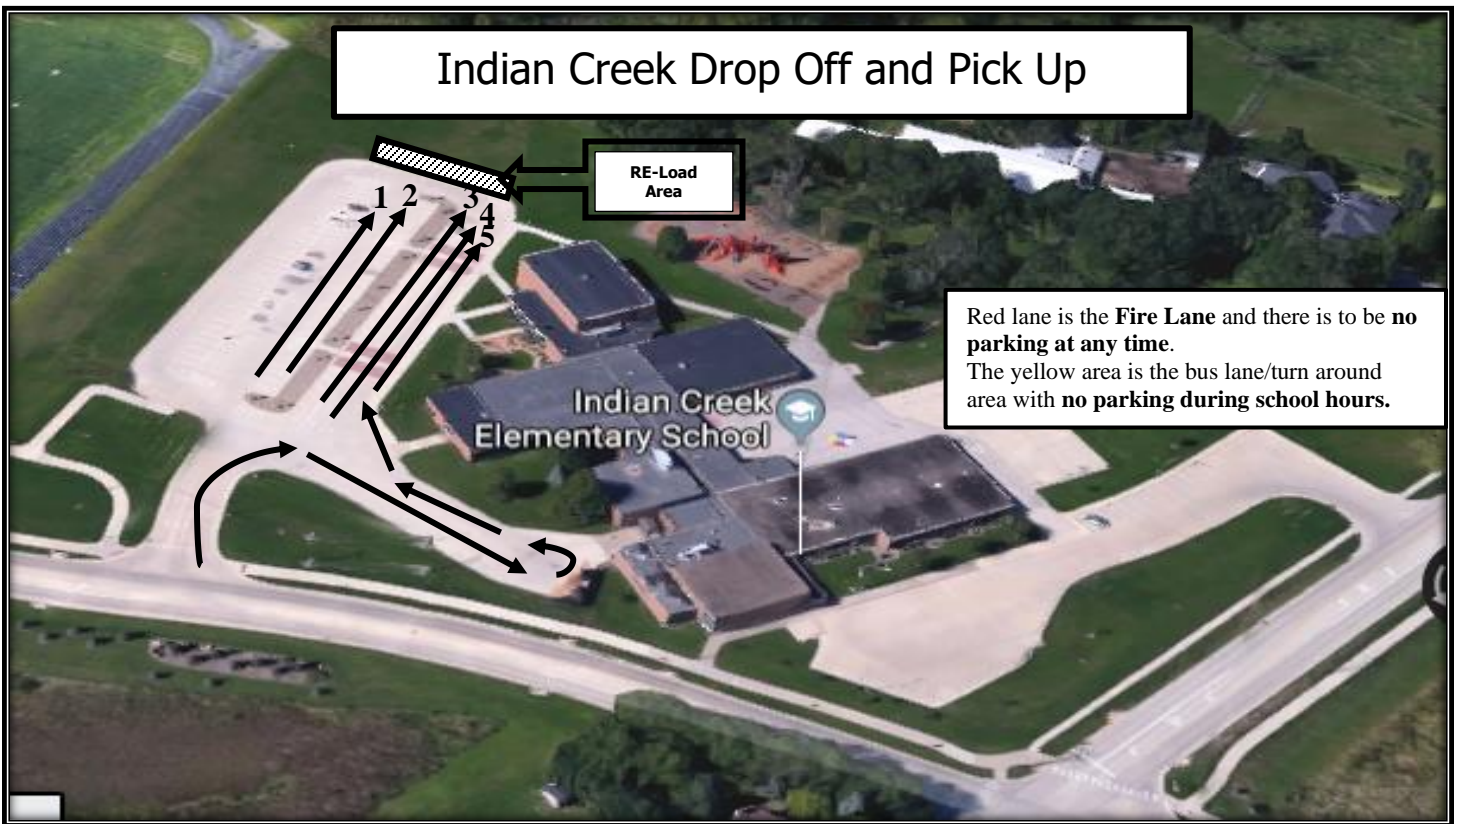 Indian Creek Drop Off and Pick Up
RE-Load
Area
1
2
3
4
5
Red lane is the Fire Lane and there is to be no
parking at any time.
The yellow area is the bus lane/turn around
area with no parking during school hours.
Indian Creek
Elementary School